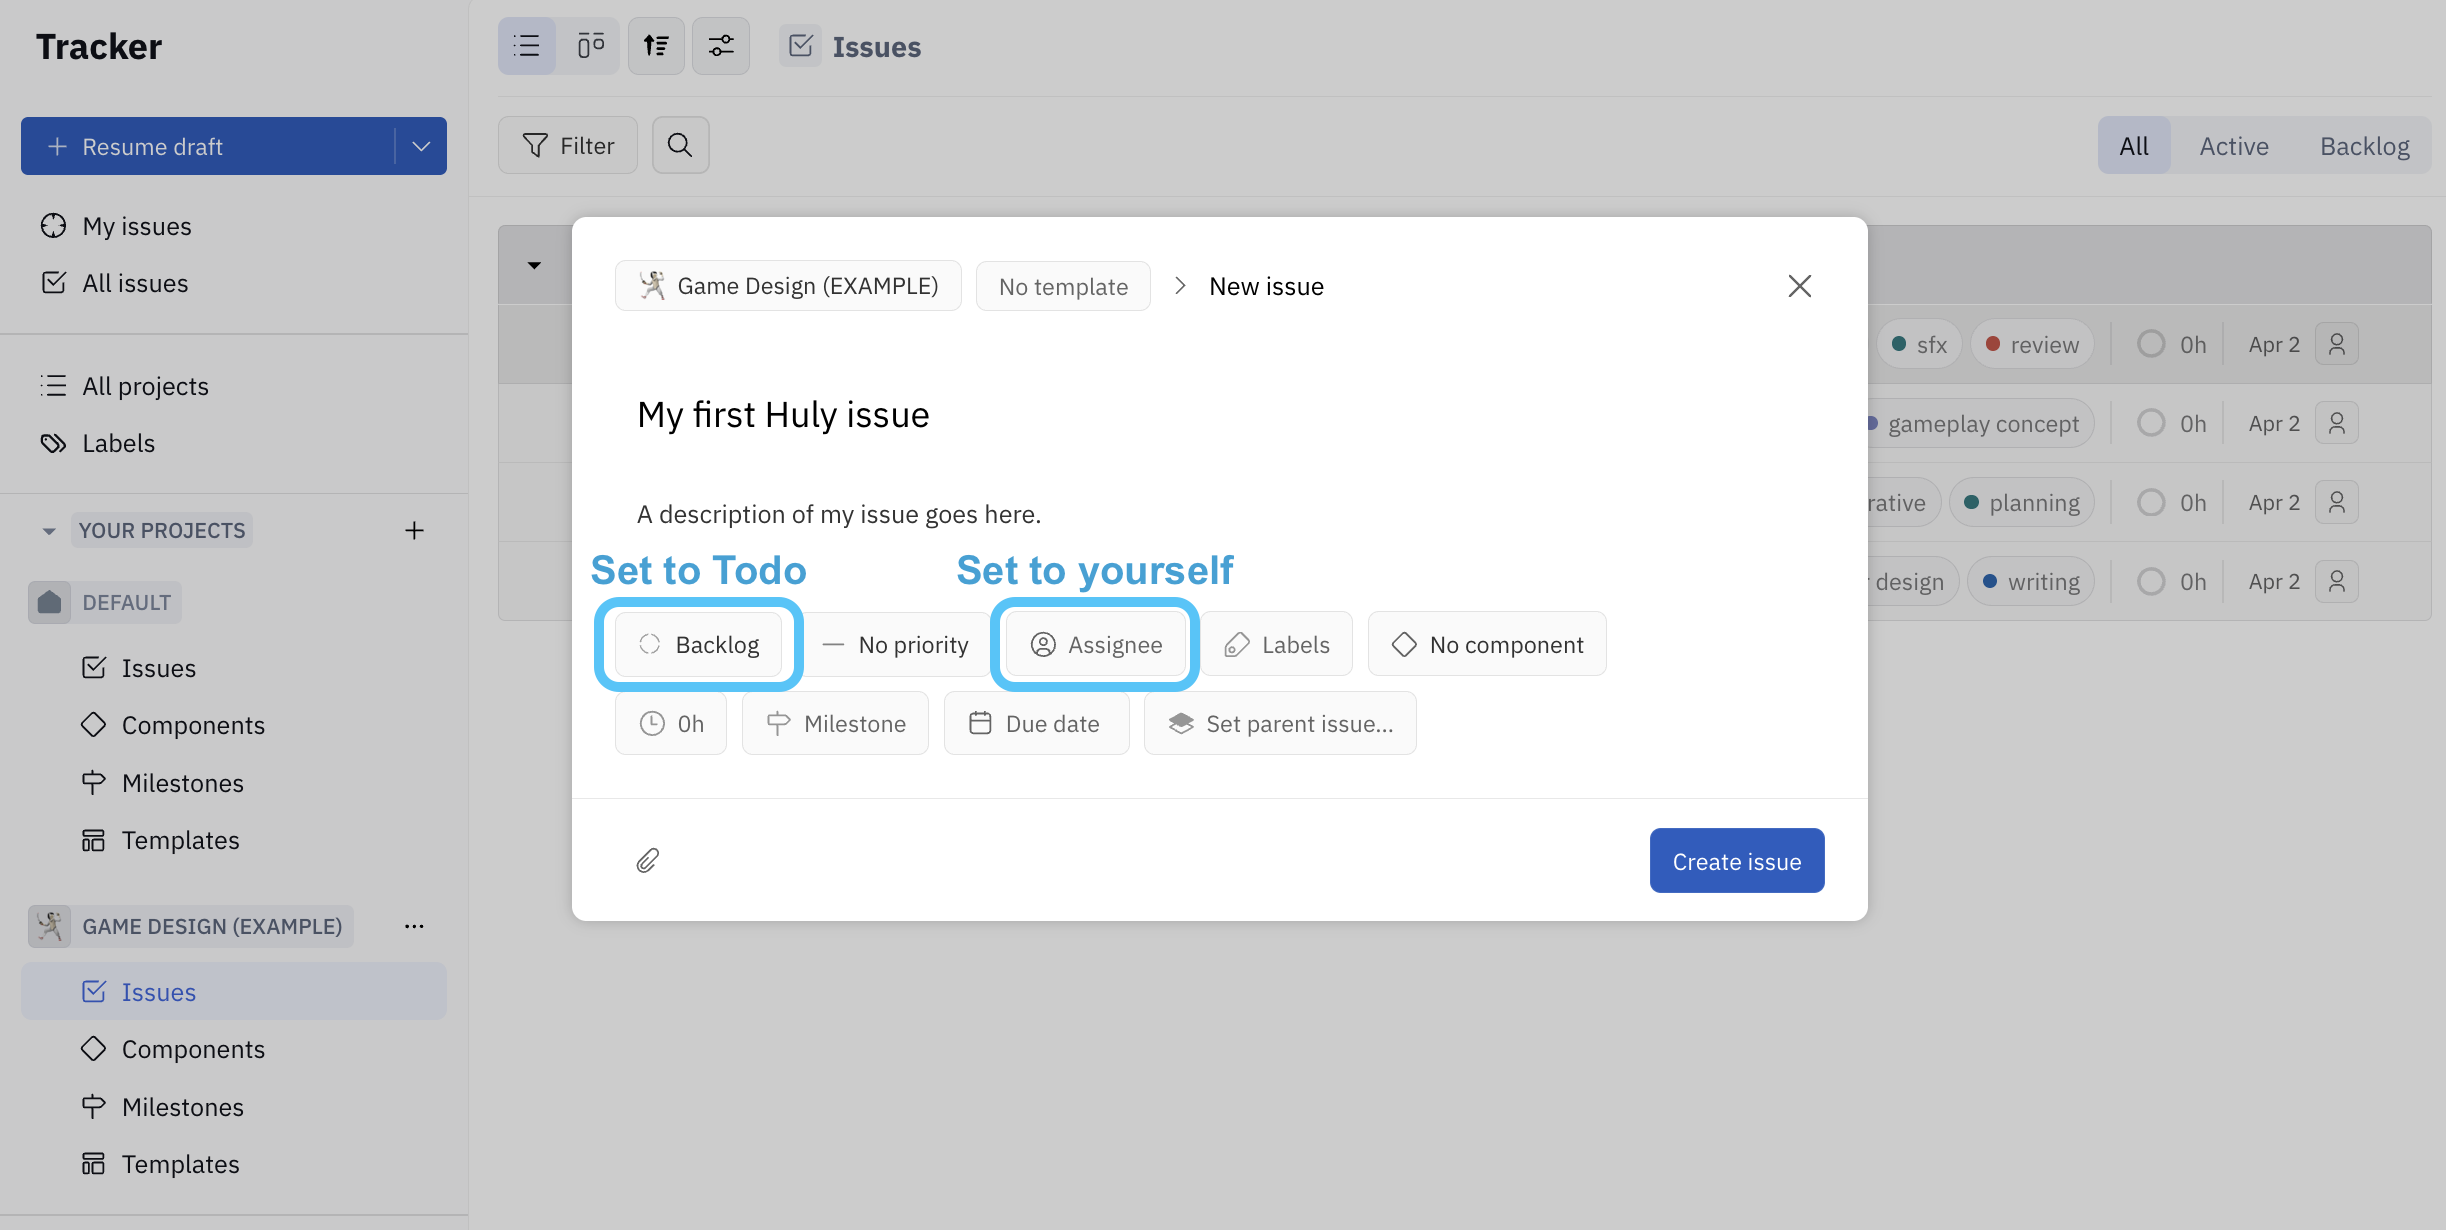 Tracker
Resume draft
My issues
All issues
All projects
Labels
YOUR PROJECTS
DEFAULT
Issues
Components
Milestones
Templates
GAME DESIGN (EXAMPLE)
Issues
Components
Milestones
Templates
Issues
Filter
All Active Backlog
Game Design (EXAMPLE) No template New issue
My first Huly issue
A description of my issue goes here.
Set to Todo Set to yourself
Backlog No priority Assignee Labels No component
0h Milestone Due date Set parent issue...
Create issue
sfx review 0h Apr 2
gameplay concept 0h Apr 2
planning 0h Apr 2
design writing 0h Apr 2